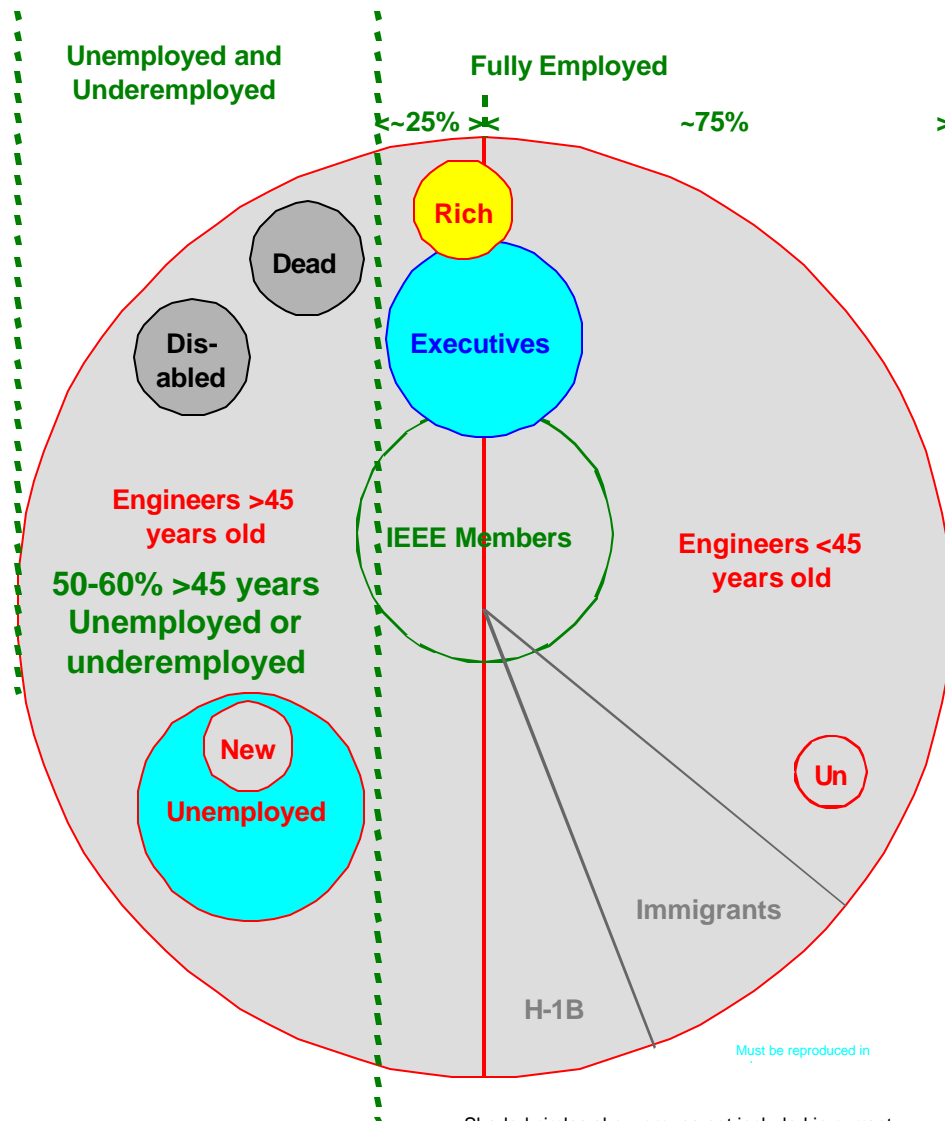 Unemployed and
Underemployed
Fully Employed
<~25% ><
~75%
>
Rich
Dead
Executives
Dis-
abled
Engineers >45
years old
IEEE Members
Engineers <45
years old
50-60% >45 years
Unemployed or
underemployed
New
Unemployed
Un
Immigrants
H-1B
Must be reproduced in